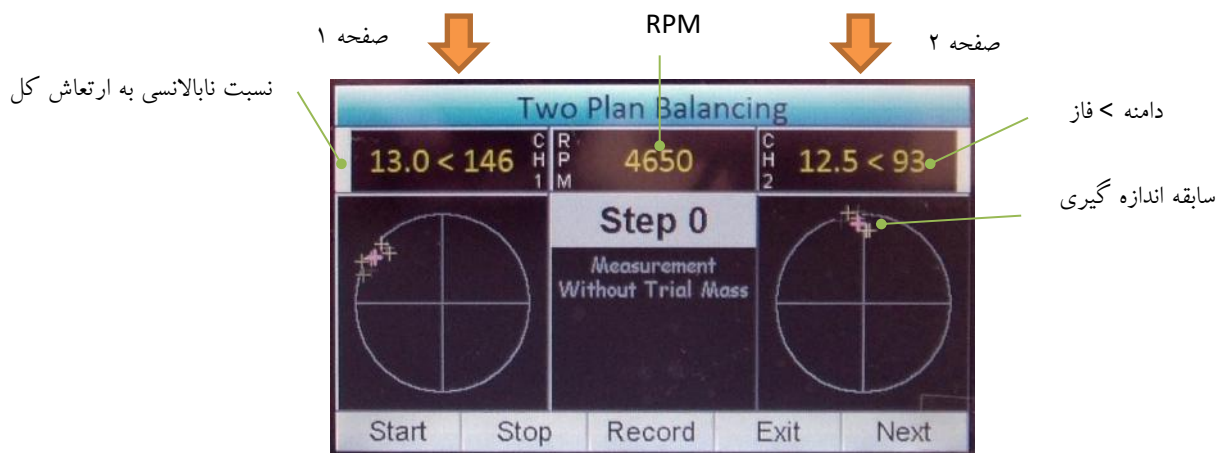 صفحه ۱
RPM
صفحه ۲
نسبت نابالانسی به ارتعاش کل
دامنه > فاز
سابقه اندازه گیری
Two Plan Balancing
13.0 < 146 CH1
RPM 4650
CH2 12.5 < 93
Step 0
Measurement
Without Trial Mass
Start Stop Record Exit Next